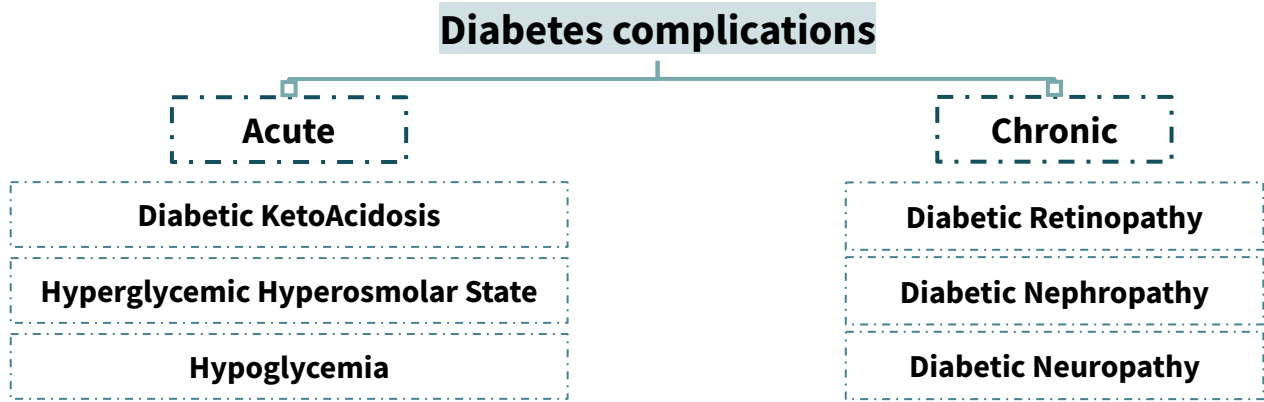 Diabetes complications
Acute
Chronic
Diabetic KetoAcidosis
Diabetic Retinopathy
Hyperglycemic Hyperosmolar State
Diabetic Nephropathy
Hypoglycemia
Diabetic Neuropathy